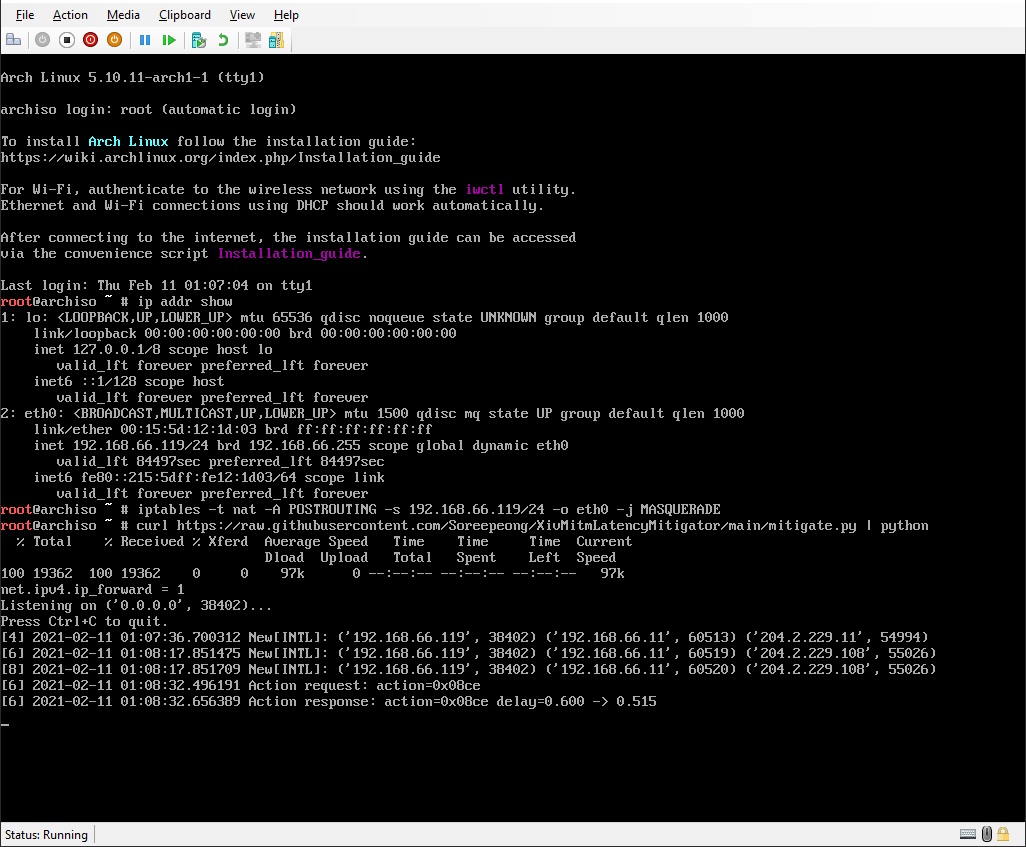 File Action Media Clipboard View Help
Arch Linux 5.10.11-arch1-1 (tty1)
archiso login: root (automatic login)
To install Arch Linux follow the installation guide:
https://wiki.archlinux.org/index.php/Installation_guide
For Wi-Fi, authenticate to the wireless network using the iwctl utility.
Ethernet and Wi-Fi connections using DHCP should work automatically.
After connecting to the internet, the installation guide can be accessed
via the convenience script Installation_guide.
Last login: Thu Feb 11 01:07:04 on tty1
root@archiso ~ # ip addr show
1: lo: <LOOPBACK,UP,LOWER_UP> mtu 65536 qdisc noqueue state UNKNOWN group default qlen 1000
link/loopback 00:00:00:00:00:00 brd 00:00:00:00:00:00
inet 127.0.0.1/8 scope host lo
valid_lft forever preferred_lft forever
inet6 ::1/128 scope host
valid_lft forever preferred_lft forever
2: eth0: <BROADCAST,MULTICAST,UP,LOWER_UP> mtu 1500 qdisc mq state UP group default qlen 1000
link/ether 00:15:5d:12:1d:03 brd ff:ff:ff:ff:ff:ff
inet 192.168.66.119/24 brd 192.168.66.255 scope global dynamic eth0
valid_lft 84497sec preferred_lft 84497sec
inet6 fe80::215:5dff:fe12:1d03/64 scope link
valid_lft forever preferred_lft forever
root@archiso ~ # iptables -t nat -A POSTROUTING -s 192.168.66.119/24 -o eth0 -j MASQUERADE
root@archiso ~ # curl https://raw.githubusercontent.com/Soreepeong/XivMitmLatencyMitigator/main/mitigate.py | python
% Total % Received % Xferd Average Speed Time Time Time Current
Dload Upload Total Spent Left Speed
100 19362 100 19362 0 0 97k 0 --:--:-- --:--:-- --:--:-- 97k
net.ipv4.ip_forward = 1
Listening on ('0.0.0.0', 38402)...
Press Ctrl+C to quit.
[4] 2021-02-11 01:07:36.700312 New[INTL]: ('192.168.66.119', 38402) ('192.168.66.11', 60513) ('204.2.229.11', 54994)
[6] 2021-02-11 01:08:17.851475 New[INTL]: ('192.168.66.119', 38402) ('192.168.66.11', 60519) ('204.2.229.108', 55026)
[8] 2021-02-11 01:08:17.851709 New[INTL]: ('192.168.66.119', 38402) ('192.168.66.11', 60520) ('204.2.229.108', 55026)
[6] 2021-02-11 01:08:32.496191 Action request: action=0x08ce
[6] 2021-02-11 01:08:32.656389 Action response: action=0x08ce delay=0.600 -> 0.515
Status: Running